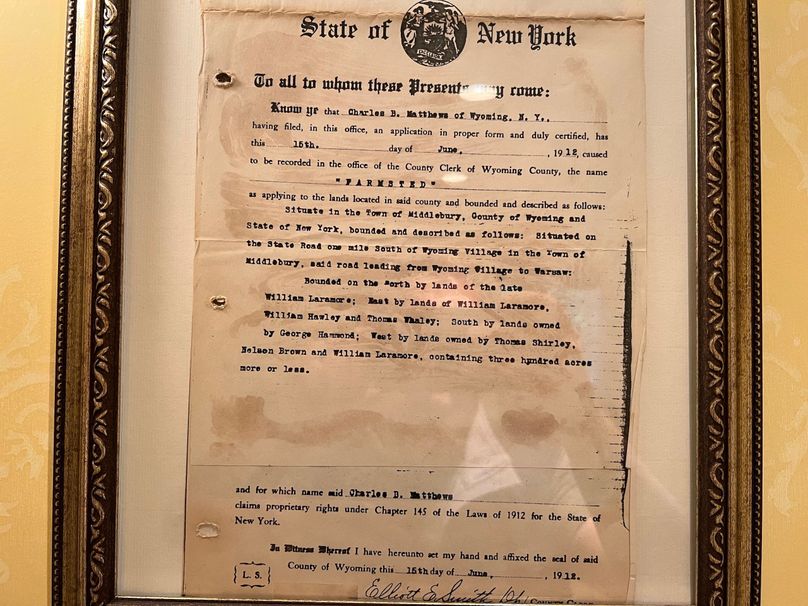 State of New York
To all to whom these Presents may come:
Know ye that Charles B. Matthews of Wyoming, N. Y.,
having filed, in this office, an application in proper form and duly certified, has
this 15th. day of June, , 1912, caused
to be recorded in the office of the County Clerk of Wyoming County, the name
"FARMSTED"
as applying to the lands located in said county and bounded and described as follows:
Situate in the Town of Middlebury, County of Wyoming and
State of New York, bounded and described as follows: Situated on
the State Road one mile South of Wyoming Village in the Town of
Middlebury, said road leading from Wyoming Village to Warsaw:
Bounded on the North by lands of the late
William Laramore; East by lands of William Laramore,
William Hawley and Thomas Whaley; South by lands owned
by George Hammond; West by lands owned by Thomas Shirley,
Nelson Brown and William Laramore, containing three hundred acres
more or less.
and for which name said Charles B. Matthews
claims proprietary rights under Chapter 145 of the Laws of 1912 for the State of
New York.
In Witness Whereof I have hereunto set my hand and affixed the seal of said
County of Wyoming this 15th day of June, , 1912.
L. S.
Elliott E. Smith
County Clerk